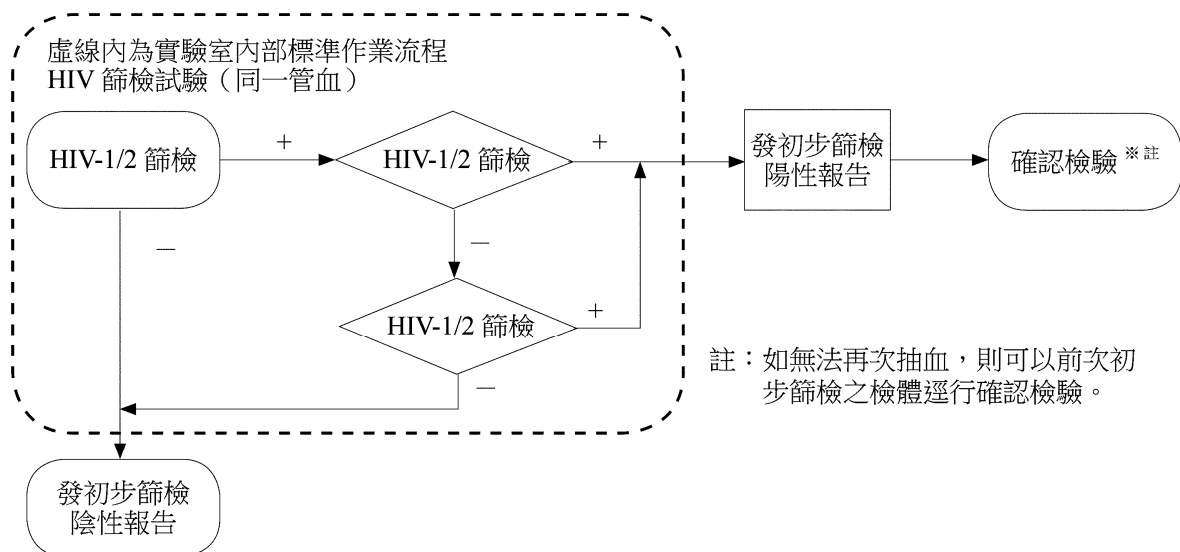 虛線內為實驗室內部標準作業流程
HIV 篩檢試驗（同一管血）
HIV-1/2 篩檢
+
HIV-1/2 篩檢
+
發初步篩檢
陽性報告
確認檢驗 ※註
－
－
HIV-1/2 篩檢
+
－
註：如無法再次抽血，則可以前次初
步篩檢之檢體逕行確認檢驗。
發初步篩檢
陰性報告